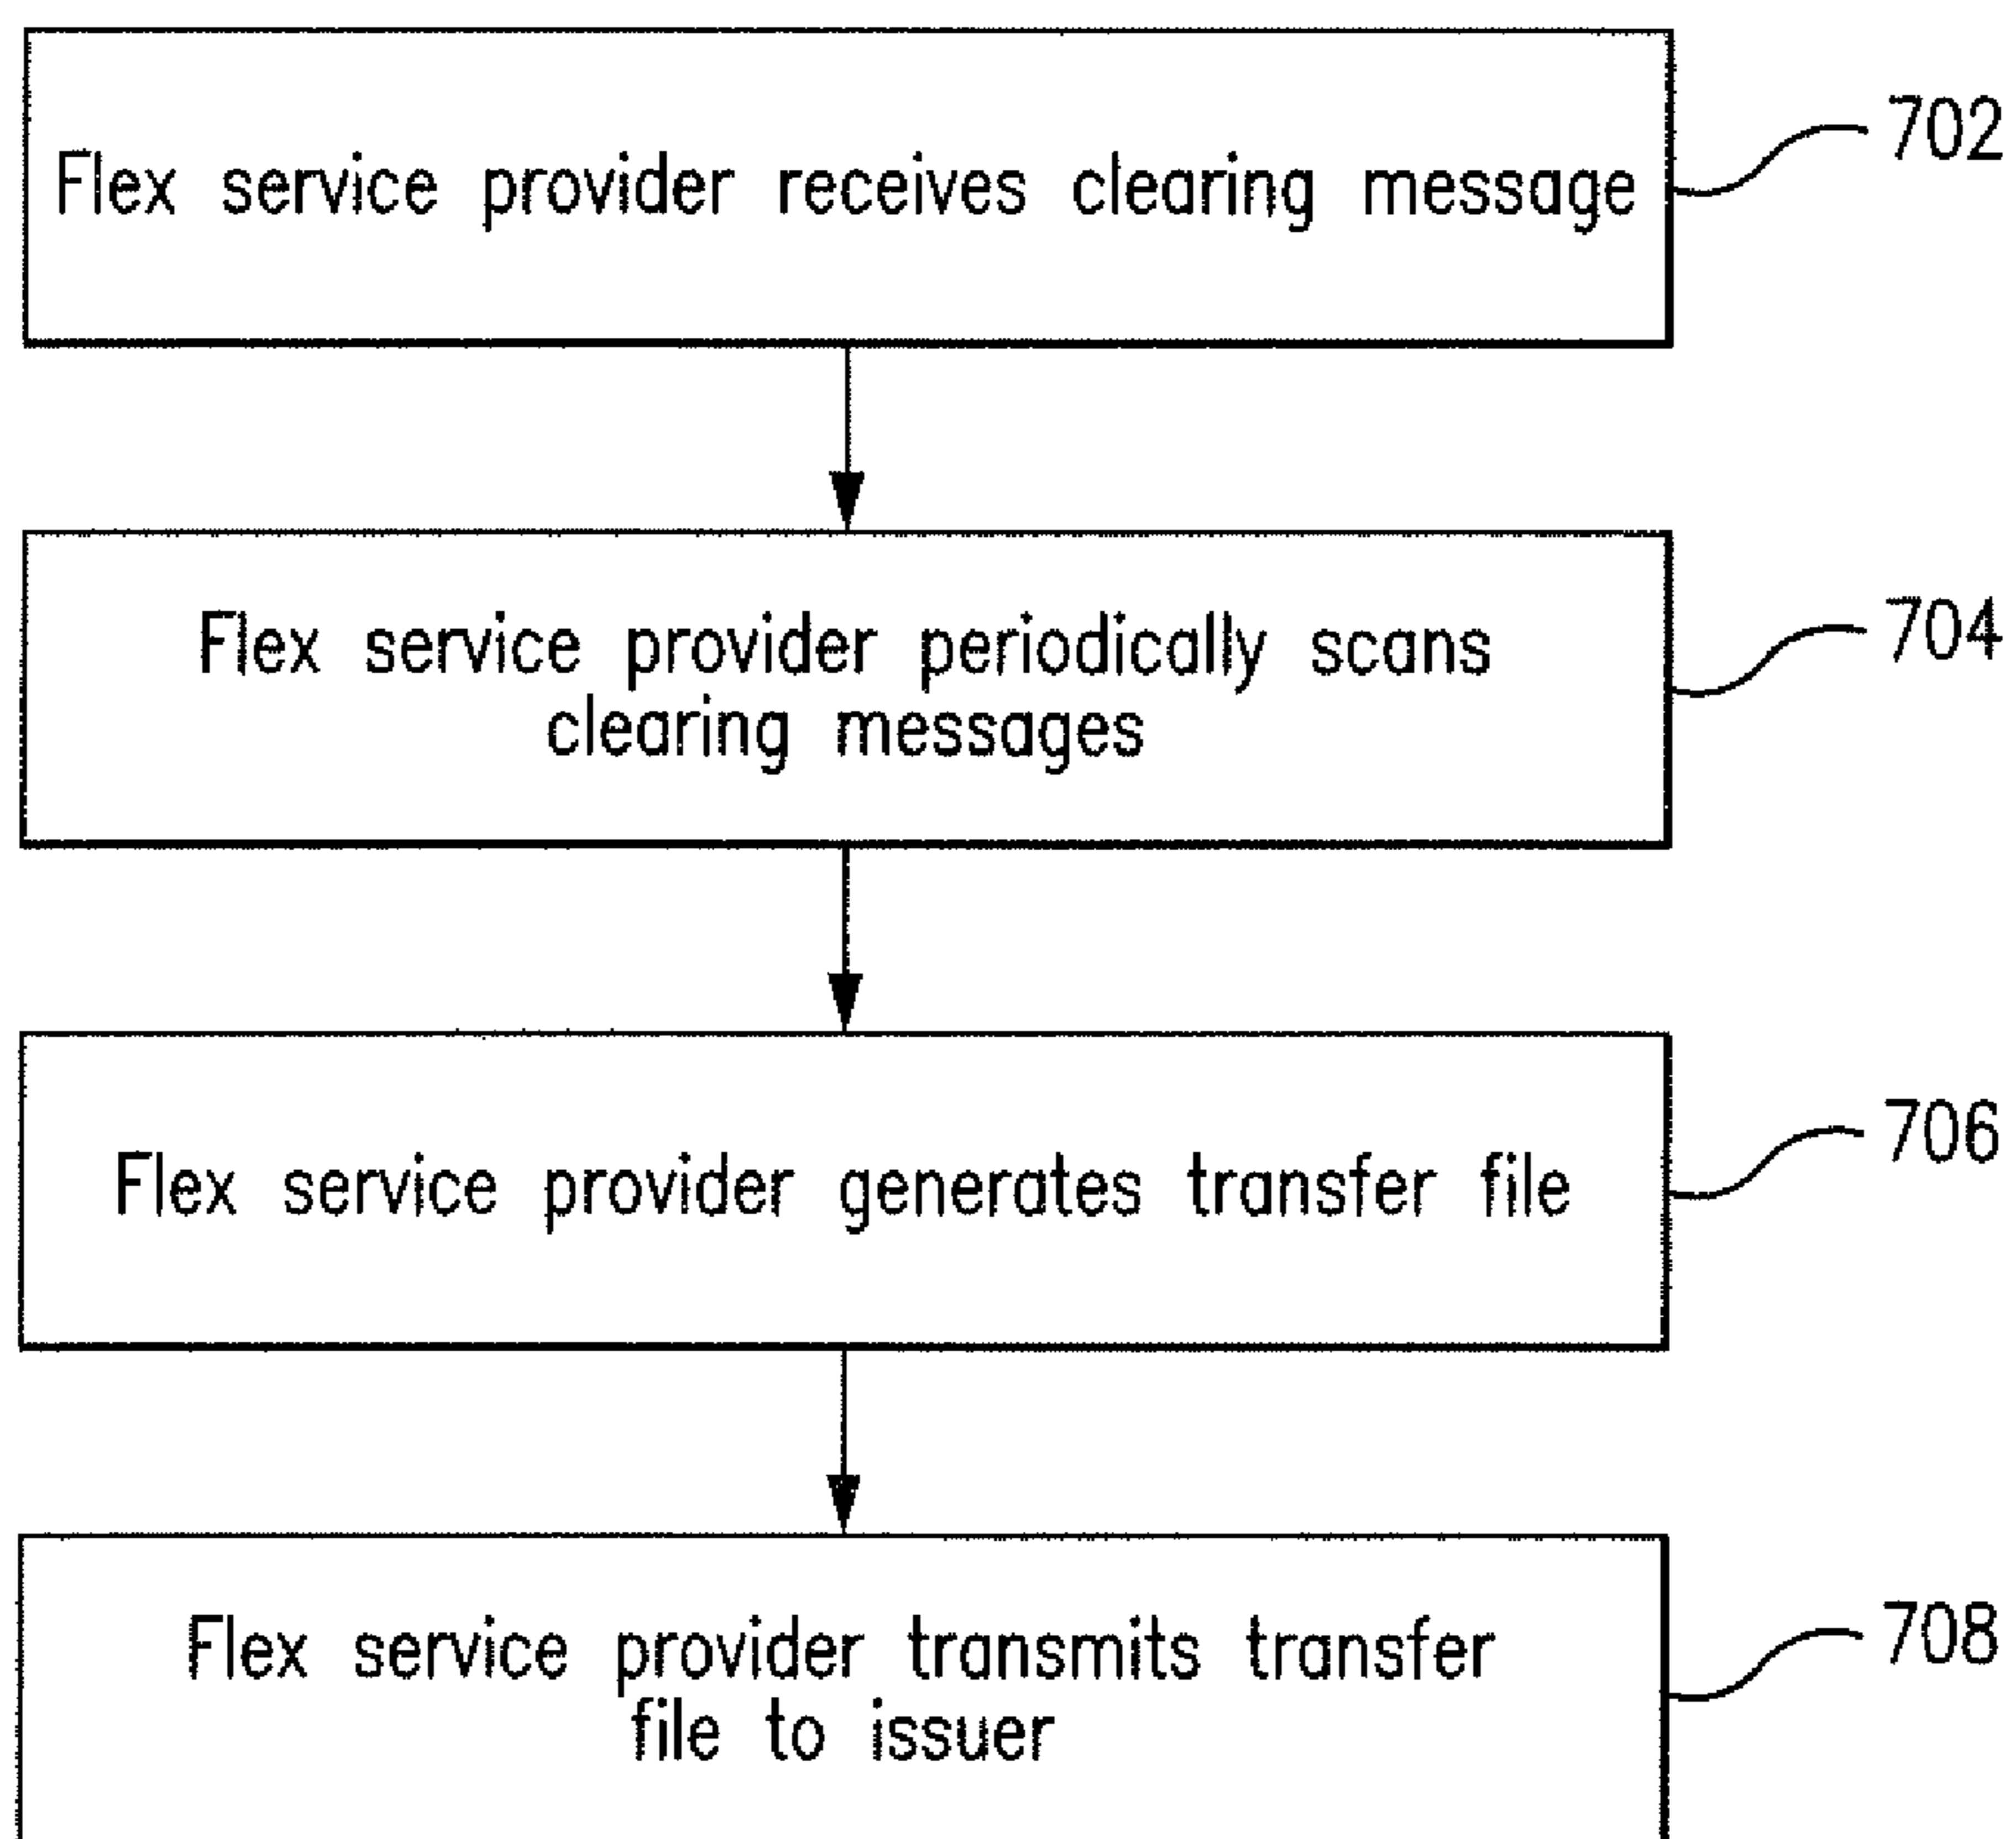 Flex service provider receives clearing message
702
Flex service provider periodically scans
clearing messages
704
Flex service provider generates transfer file
706
Flex service provider transmits transfer
file to issuer
708